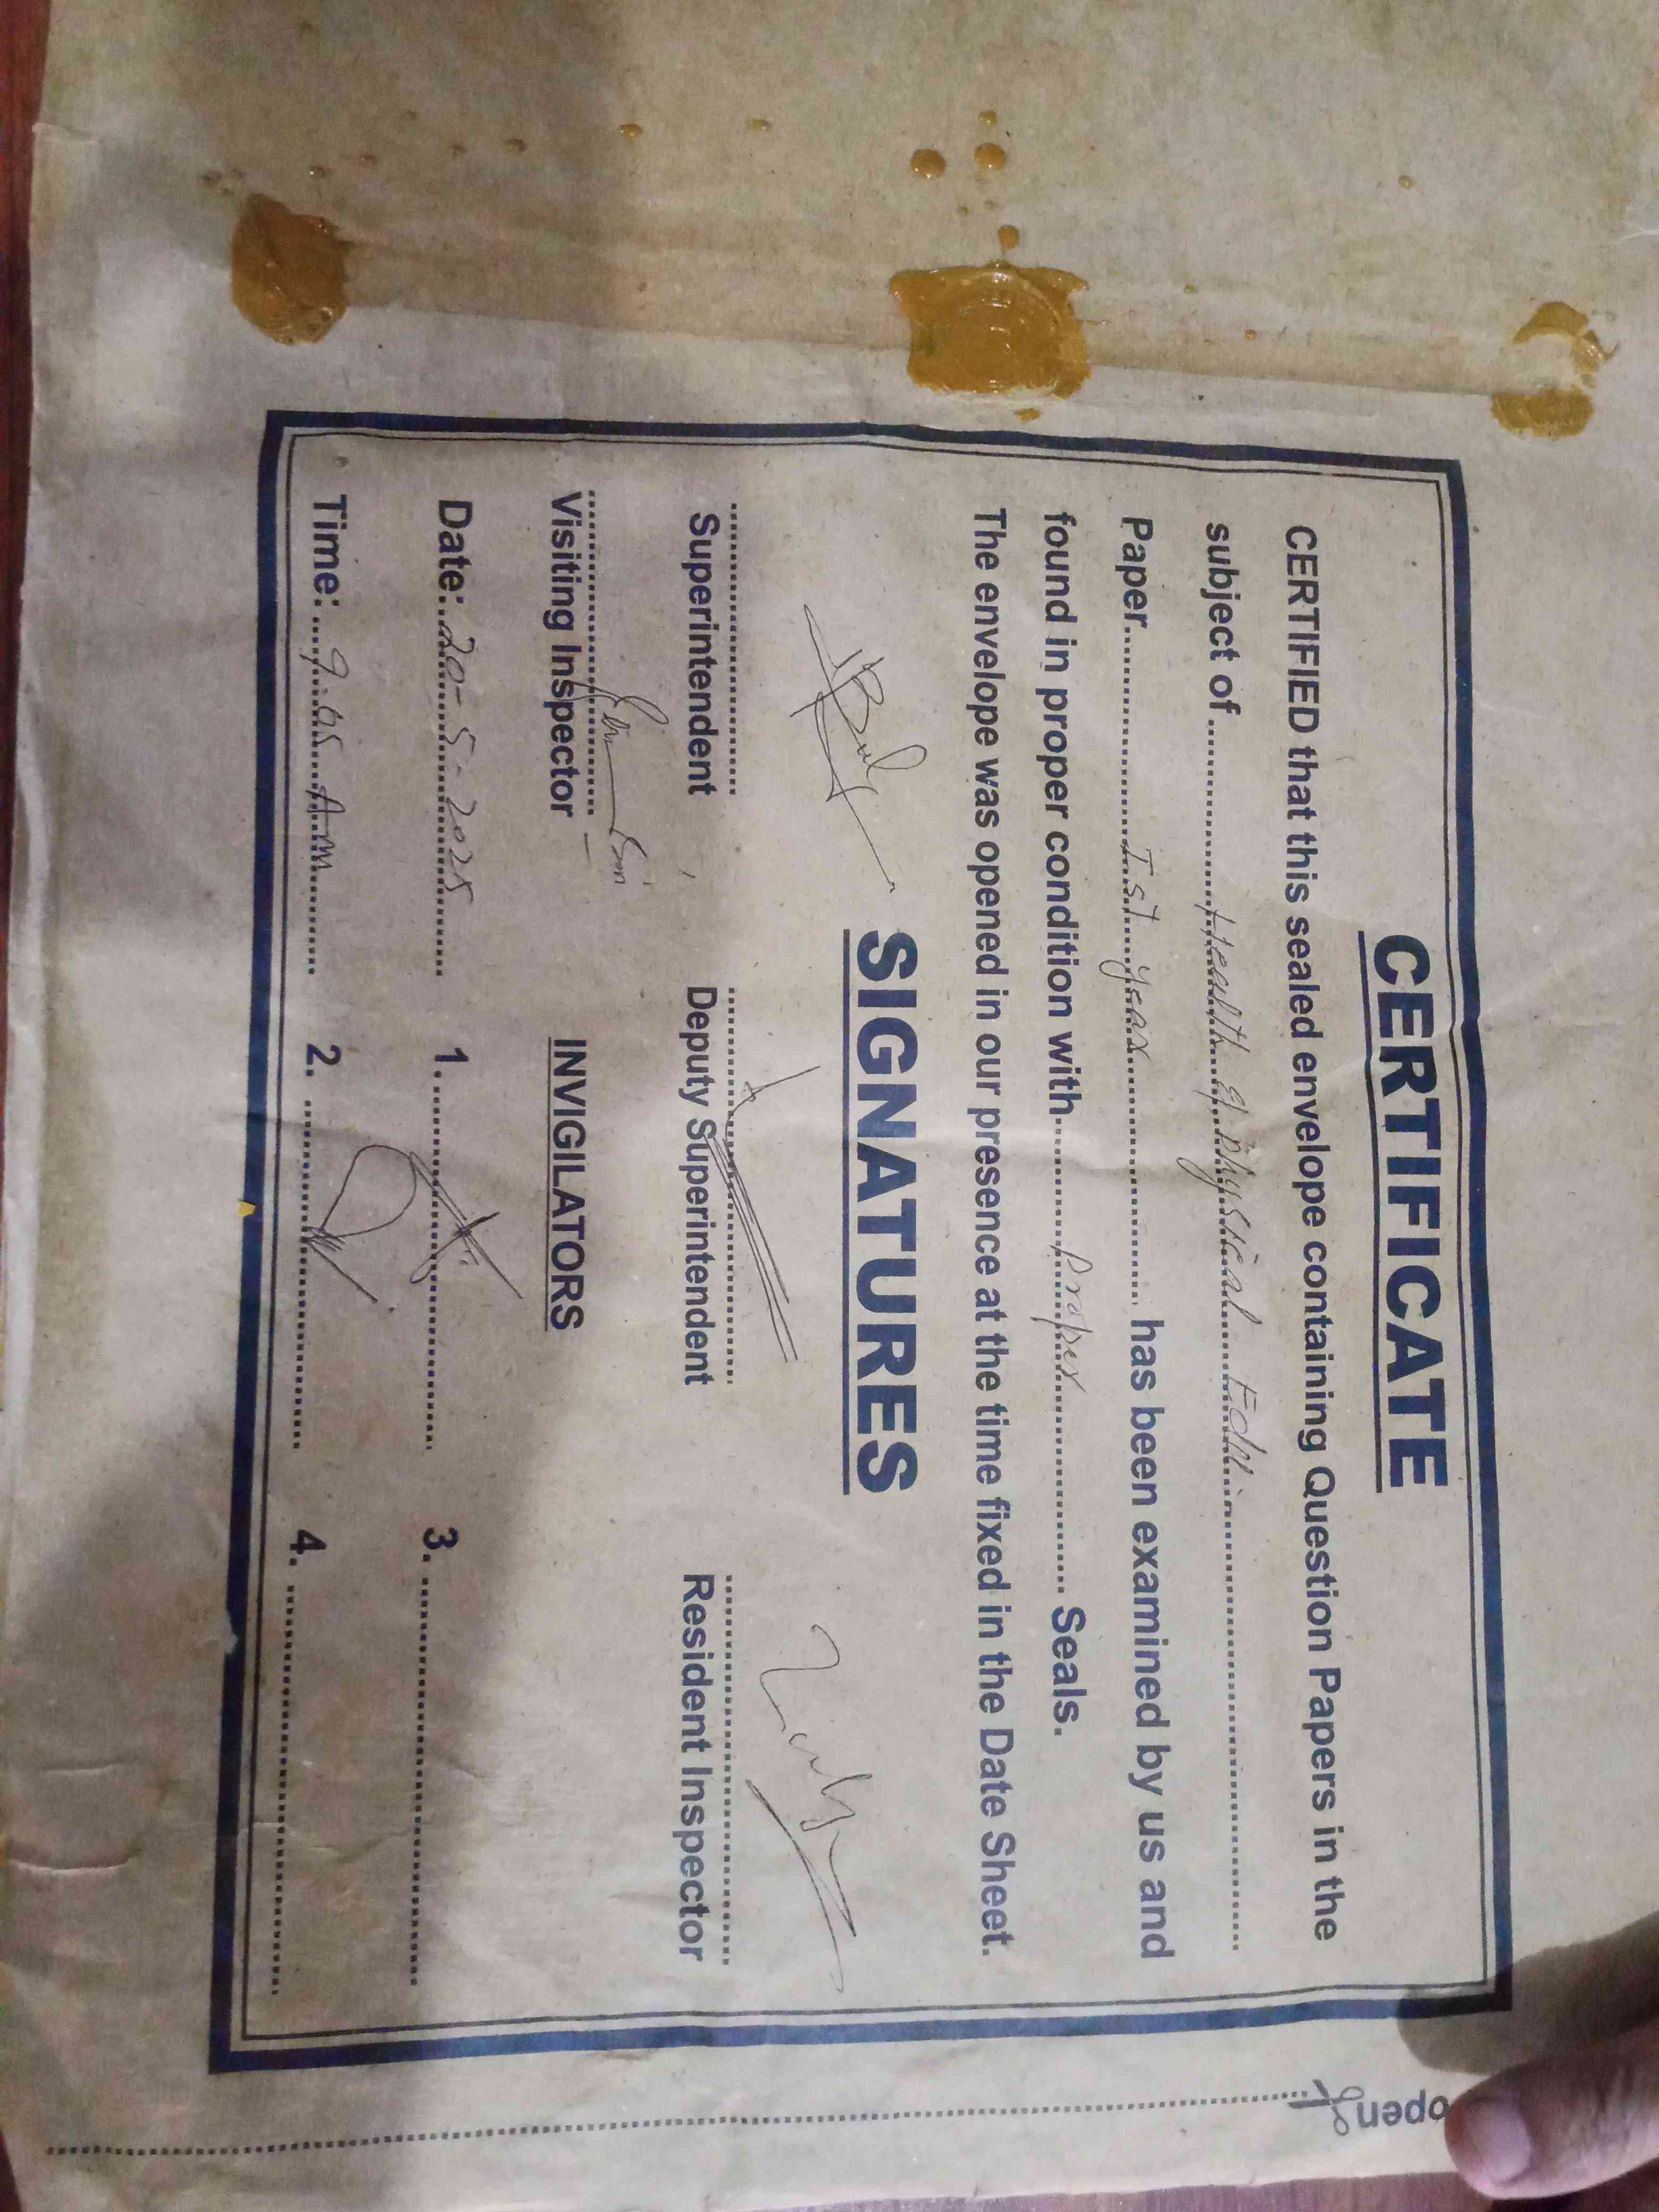 CERTIFICATE
CERTIFIED that this sealed envelope containing Question Papers in the
subject of ............ Health & physical Edu: ............
Paper............ Ist year ............ has been examined by us and
found in proper condition with............ Proper ............ Seals.
The envelope was opened in our presence at the time fixed in the Date Sheet.
SIGNATURES
Superintendent Deputy Superintendent Resident Inspector
Visiting Inspector
INVIGILATORS
Date: 20-5-2025 1. 3.
Time: 9:05 Am 2. 4.
open